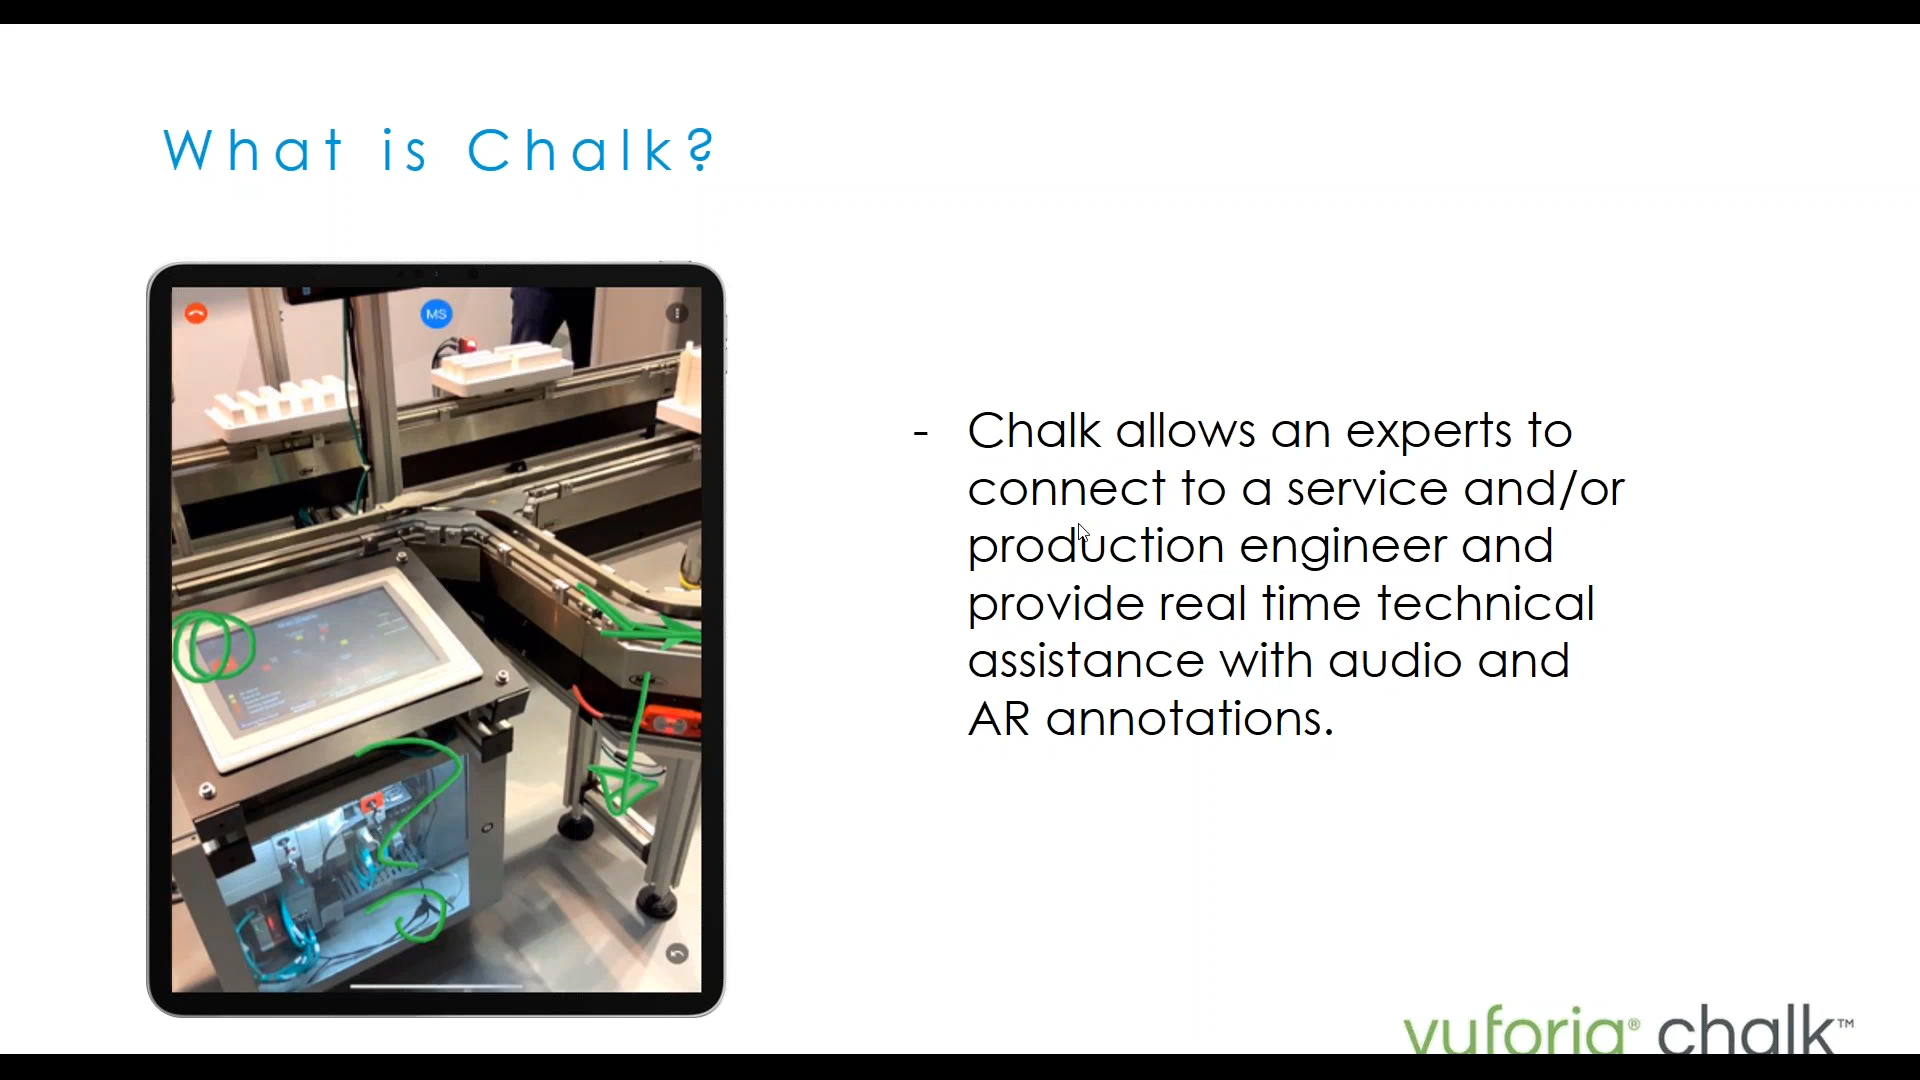 What is Chalk?
MS
- Chalk allows an experts to
connect to a service and/or
production engineer and
provide real time technical
assistance with audio and
AR annotations.
vuforia® chalk™